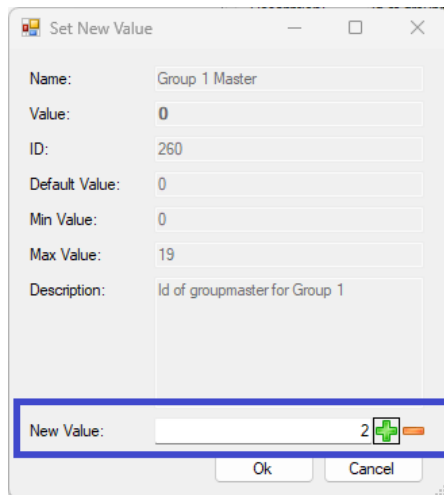 Set New Value
Name: Group 1 Master
Value: 0
ID: 260
Default Value: 0
Min Value: 0
Max Value: 19
Description: Id of groupmaster for Group 1
New Value: 2
Ok Cancel